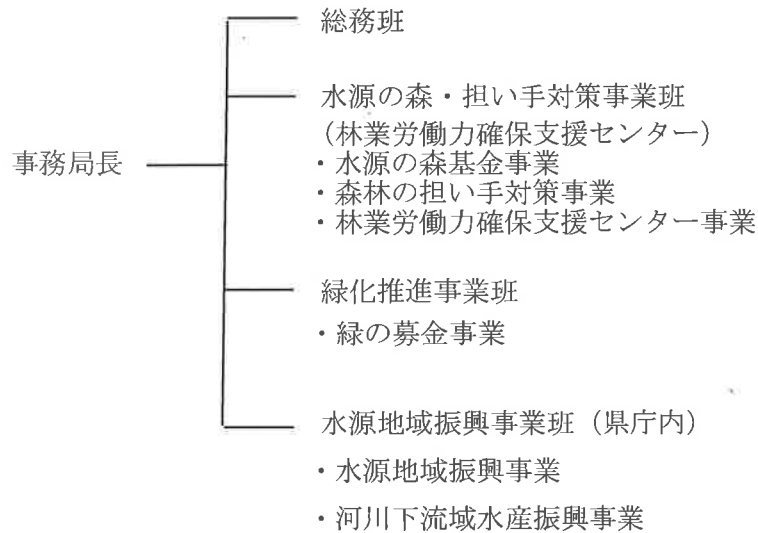 総務班
水源の森・担い手対策事業班
（林業労働力確保支援センター）
事務局長
・水源の森基金事業
・森林の担い手対策事業
・林業労働力確保支援センター事業
緑化推進事業班
・緑の募金事業
水源地域振興事業班（県庁内）
・水源地域振興事業
・河川下流域水産振興事業